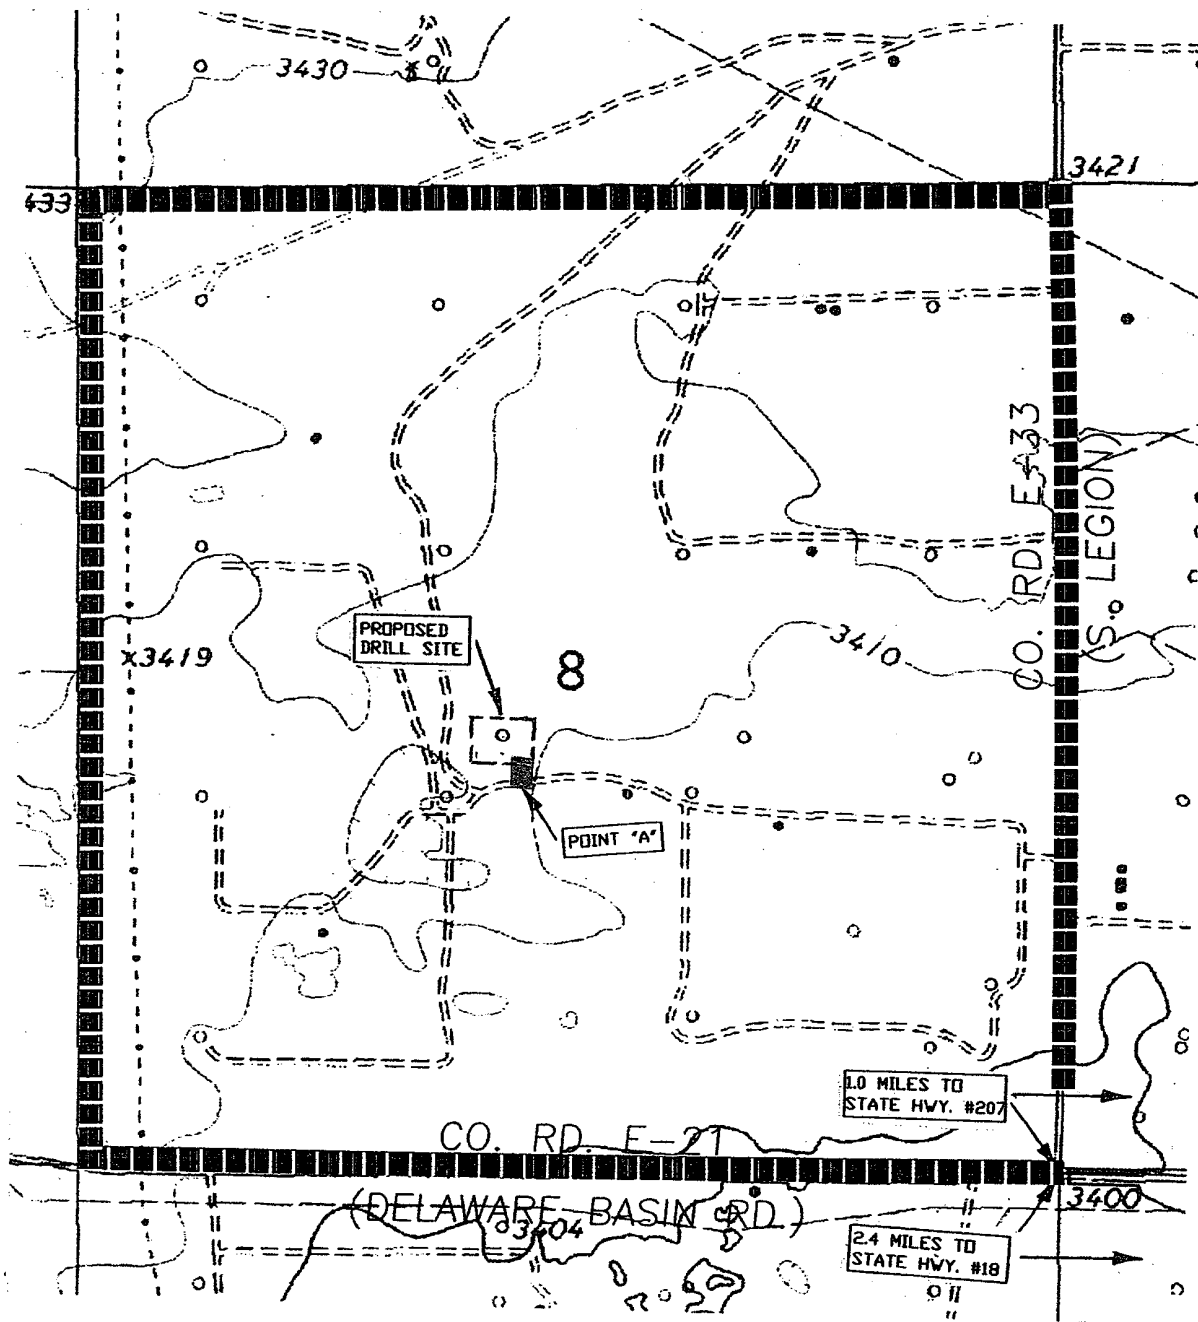 3430
3421
433
CO. RD E-33
(S. LEGION)
PROPOSED
DRILL SITE
3419
8
3410
POINT "A"
1.0 MILES TO
STATE HWY. #207
CO. RD. E-21
(DELAWARE BASIN RD.)
3400
3404
2.4 MILES TO
STATE HWY. #18